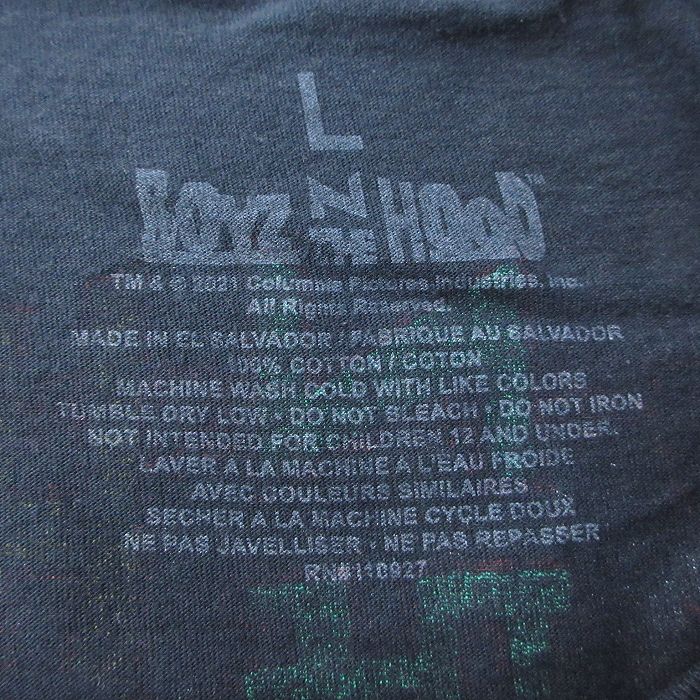 L
BOYZ N THE HOOD™
TM & © 2021 Columbia Pictures Industries, Inc.
All Rights Reserved.
MADE IN EL SALVADOR / FABRIQUE AU SALVADOR
100% COTTON / COTON
MACHINE WASH COLD WITH LIKE COLORS
TUMBLE DRY LOW · DO NOT BLEACH · DO NOT IRON
NOT INTENDED FOR CHILDREN 12 AND UNDER.
LAVER A LA MACHINE A L'EAU FROIDE
AVEC COULEURS SIMILAIRES
SECHER A LA MACHINE CYCLE DOUX
NE PAS JAVELLISER · NE PAS REPASSER
RN#110927